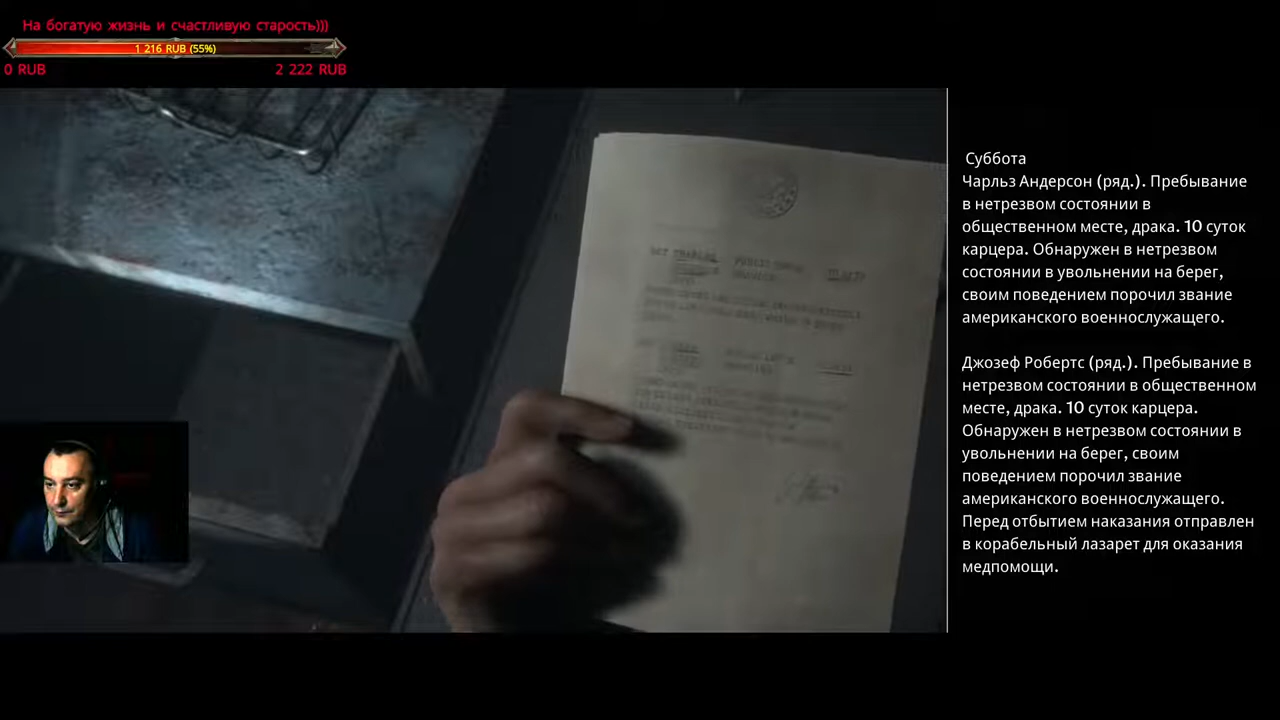 На богатую жизнь и счастливую старость)))
1 216 RUB (55%)
0 RUB
2 222 RUB
Суббота
Чарльз Андерсон (ряд.). Пребывание
в нетрезвом состоянии в
общественном месте, драка. 10 суток
карцера. Обнаружен в нетрезвом
состоянии в увольнении на берег,
своим поведением порочил звание
американского военнослужащего.
Джозеф Робертс (ряд.). Пребывание в
нетрезвом состоянии в общественном
месте, драка. 10 суток карцера.
Обнаружен в нетрезвом состоянии в
увольнении на берег, своим
поведением порочил звание
американского военнослужащего.
Перед отбытием наказания отправлен
в корабельный лазарет для оказания
медпомощи.